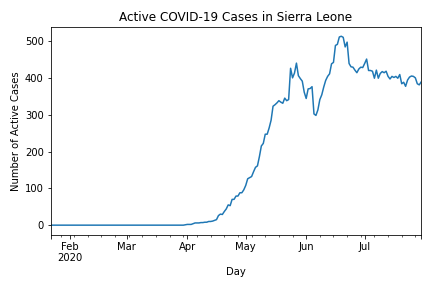 Active COVID-19 Cases in Sierra Leone
Number of Active Cases
500
400
300
200
100
0
Feb Mar Apr May Jun Jul
2020
Day